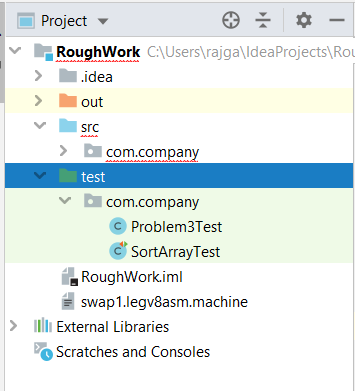 Project
RoughWork C:\Users\rajga\IdeaProjects\Rou
.idea
out
src
com.company
test
com.company
Problem3Test
SortArrayTest
RoughWork.iml
swap1.legv8asm.machine
External Libraries
Scratches and Consoles